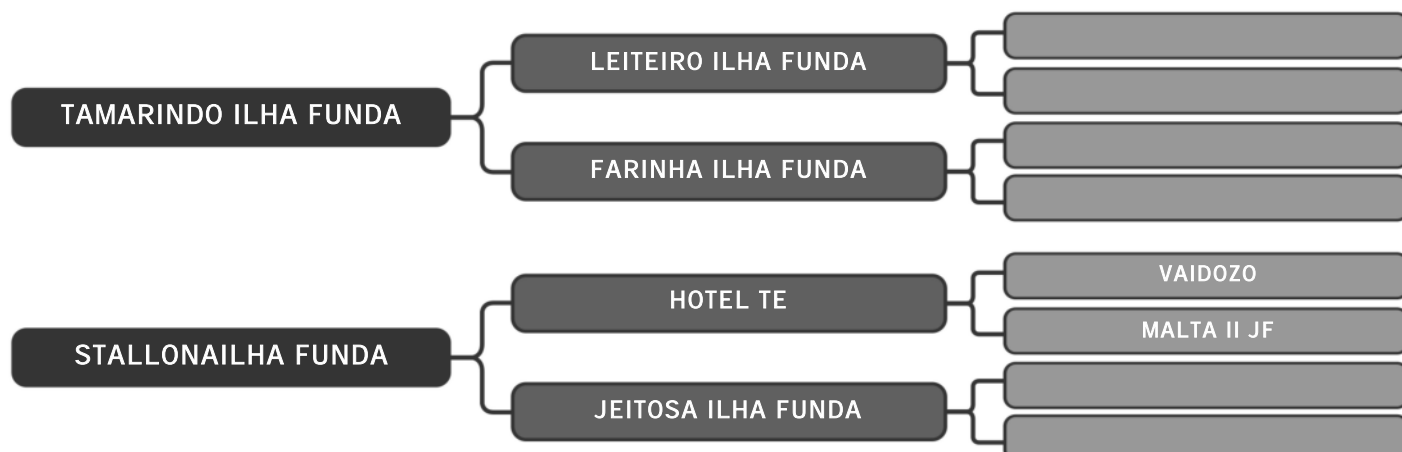 LEITEIRO ILHA FUNDA
TAMARINDO ILHA FUNDA
FARINHA ILHA FUNDA
VAIDOZO
HOTEL TE
MALTA II JF
STALLONAILHA FUNDA
JEITOSA ILHA FUNDA